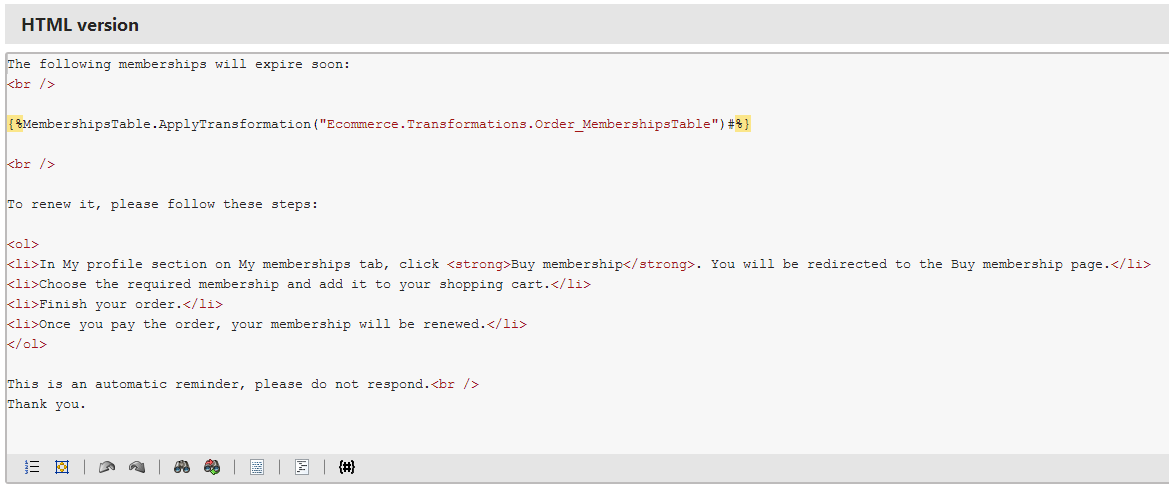 HTML version
The following memberships will expire soon:
<br />
{%MembershipsTable.ApplyTransformation("Ecommerce.Transformations.Order_MembershipsTable")#%}
<br />
To renew it, please follow these steps:
<ol>
<li>In My profile section on My memberships tab, click <strong>Buy membership</strong>. You will be redirected to the Buy membership page.</li>
<li>Choose the required membership and add it to your shopping cart.</li>
<li>Finish your order.</li>
<li>Once you pay the order, your membership will be renewed.</li>
</ol>
This is an automatic reminder, please do not respond.<br />
Thank you.
{#}